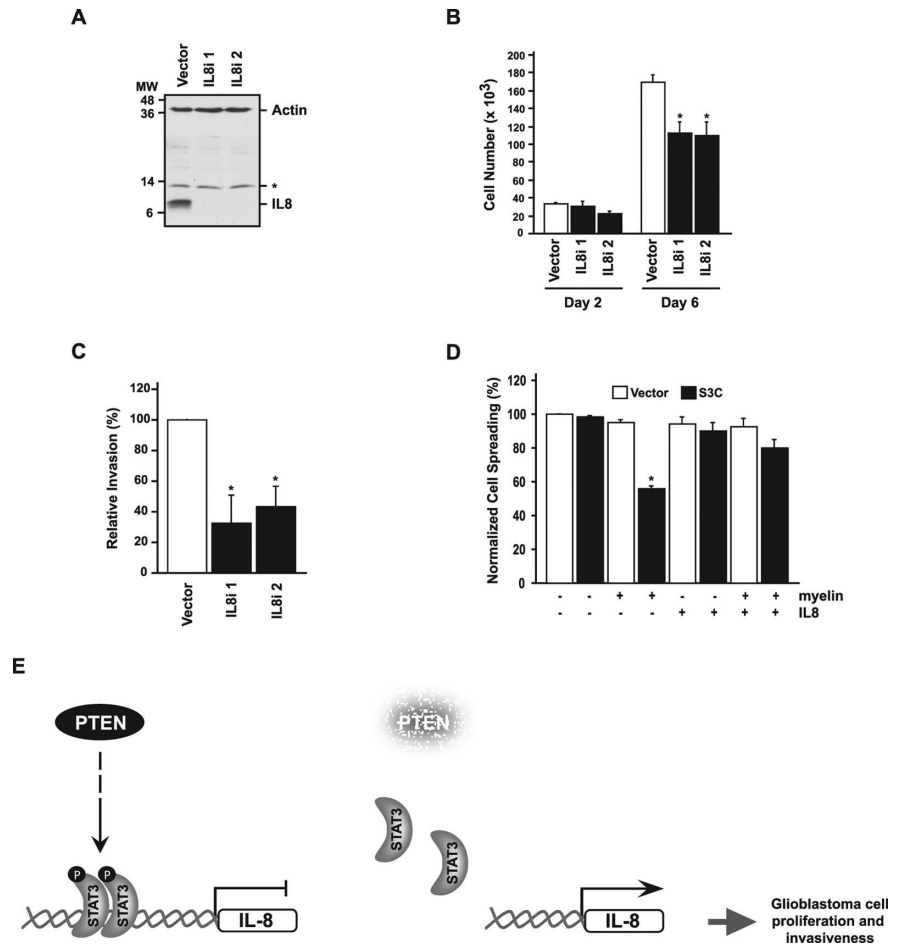 A
Vector
IL8i 1
IL8i 2
MW
48
36
14
6
Actin
*
IL8
B
Cell Number (x 10³)
200
180
160
140
120
100
80
60
40
20
0
* *
Vector
IL8i 1
IL8i 2
Vector
IL8i 1
IL8i 2
Day 2 Day 6
C
Relative Invasion (%)
120
100
80
60
40
20
0
* *
Vector
IL8i 1
IL8i 2
D
Normalized Cell Spreading (%)
120
100
80
60
40
20
0
Vector S3C
*
- - + + - - + + myelin
- - - - + + + + IL8
E
PTEN
PTEN
P P
STAT3 STAT3
IL-8
STAT3
STAT3
IL-8
Glioblastoma cell
proliferation and
invasiveness